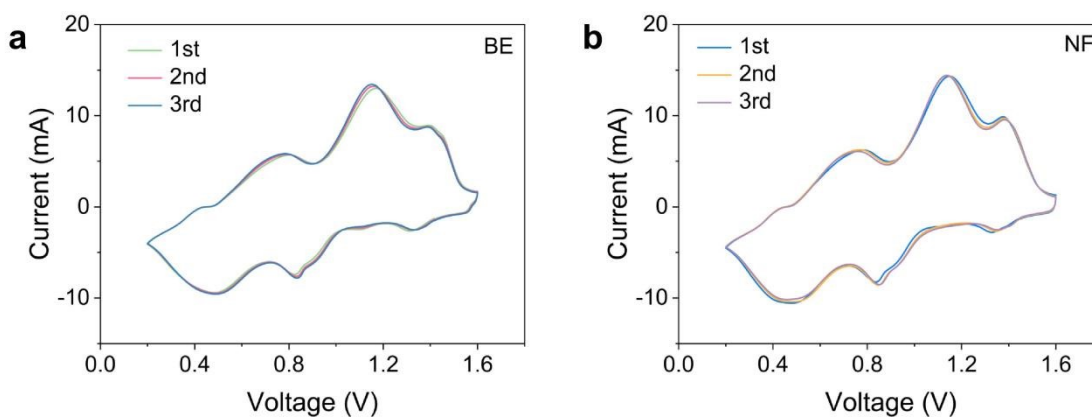 a
BE
1st
2nd
3rd
20
10
0
-10
Current (mA)
0.0 0.4 0.8 1.2 1.6
Voltage (V)
b
NF
1st
2nd
3rd
20
10
0
-10
Current (mA)
0.0 0.4 0.8 1.2 1.6
Voltage (V)